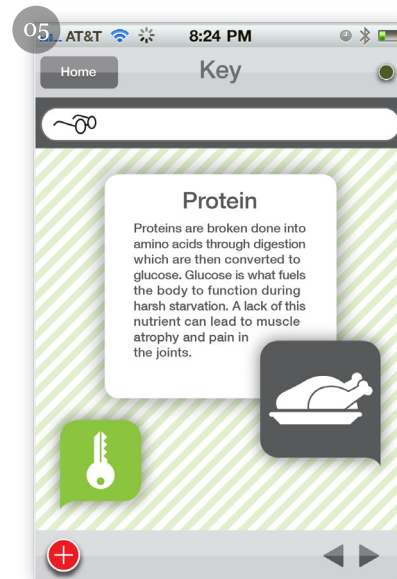 05
AT&T 8:24 PM
Home
Key
Protein
Proteins are broken done into
amino acids through digestion
which are then converted to
glucose. Glucose is what fuels
the body to function during
harsh starvation. A lack of this
nutrient can lead to muscle
atrophy and pain in
the joints.